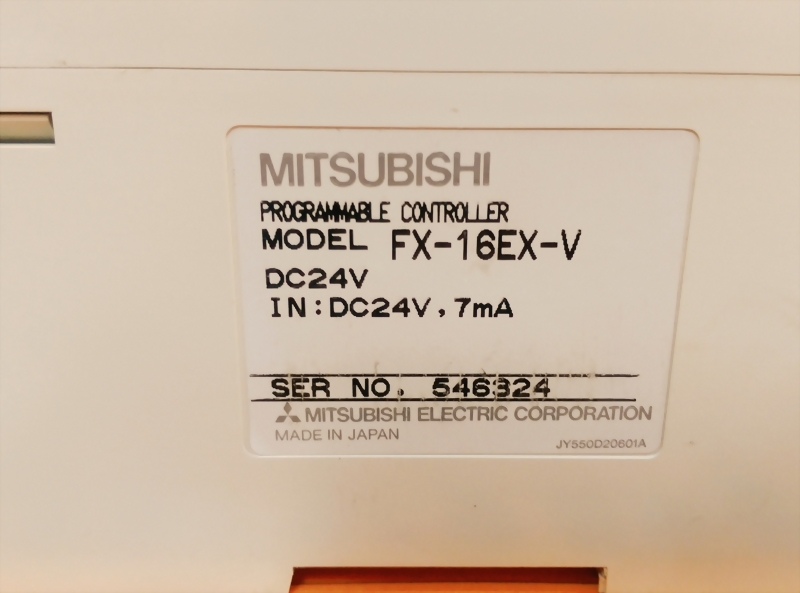 MITSUBISHI
PROGRAMMABLE CONTROLLER
MODEL FX-16EX-V
DC24V
IN:DC24V, 7mA
SER NO. 546324
MITSUBISHI ELECTRIC CORPORATION
MADE IN JAPAN
JY550D20601A